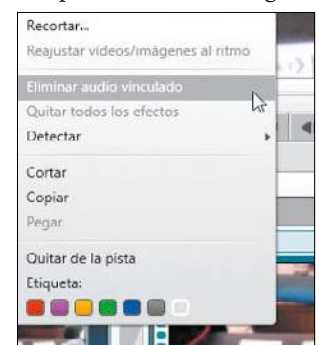 Recortar...
Reajustar vídeos/imágenes al ritmo
Eliminar audio vinculado
Quitar todos los efectos
Detectar
Cortar
Copiar
Pegar
Quitar de la pista
Etiqueta: